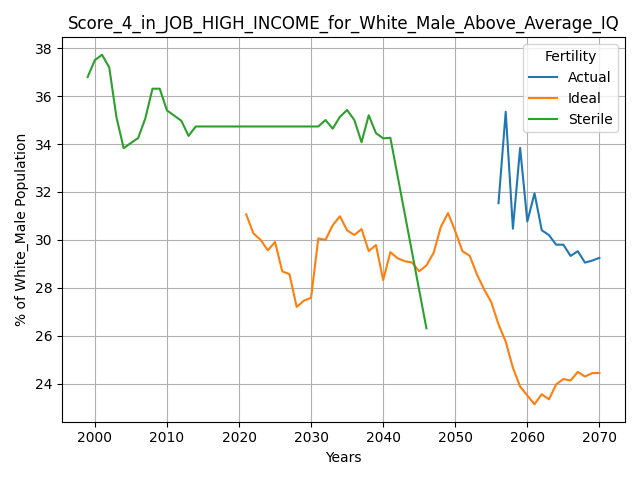 Score_4_in_JOB_HIGH_INCOME_for_White_Male_Above_Average_IQ
Fertility
Actual
Ideal
Sterile
% of White_Male Population
38
36
34
32
30
28
26
24
2000 2010 2020 2030 2040 2050 2060 2070
Years